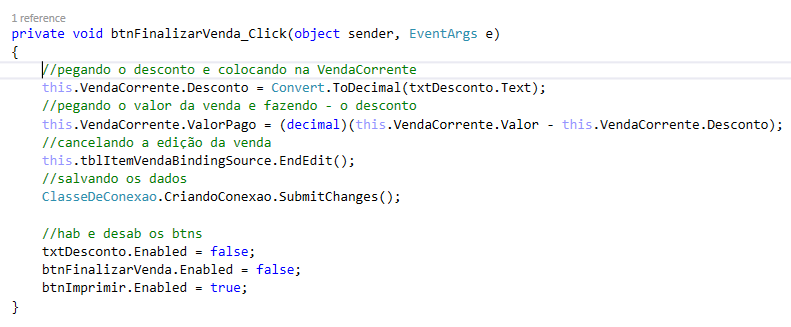 1 reference
private void btnFinalizarVenda_Click(object sender, EventArgs e)
{
//pegando o desconto e colocando na VendaCorrente
this.VendaCorrente.Desconto = Convert.ToDecimal(txtDesconto.Text);
//pegando o valor da venda e fazendo - o desconto
this.VendaCorrente.ValorPago = (decimal)(this.VendaCorrente.Valor - this.VendaCorrente.Desconto);
//cancelando a edição da venda
this.tblItemVendaBindingSource.EndEdit();
//salvando os dados
ClasseDeConexao.CriandoConexao.SubmitChanges();
//hab e desab os btns
txtDesconto.Enabled = false;
btnFinalizarVenda.Enabled = false;
btnImprimir.Enabled = true;
}